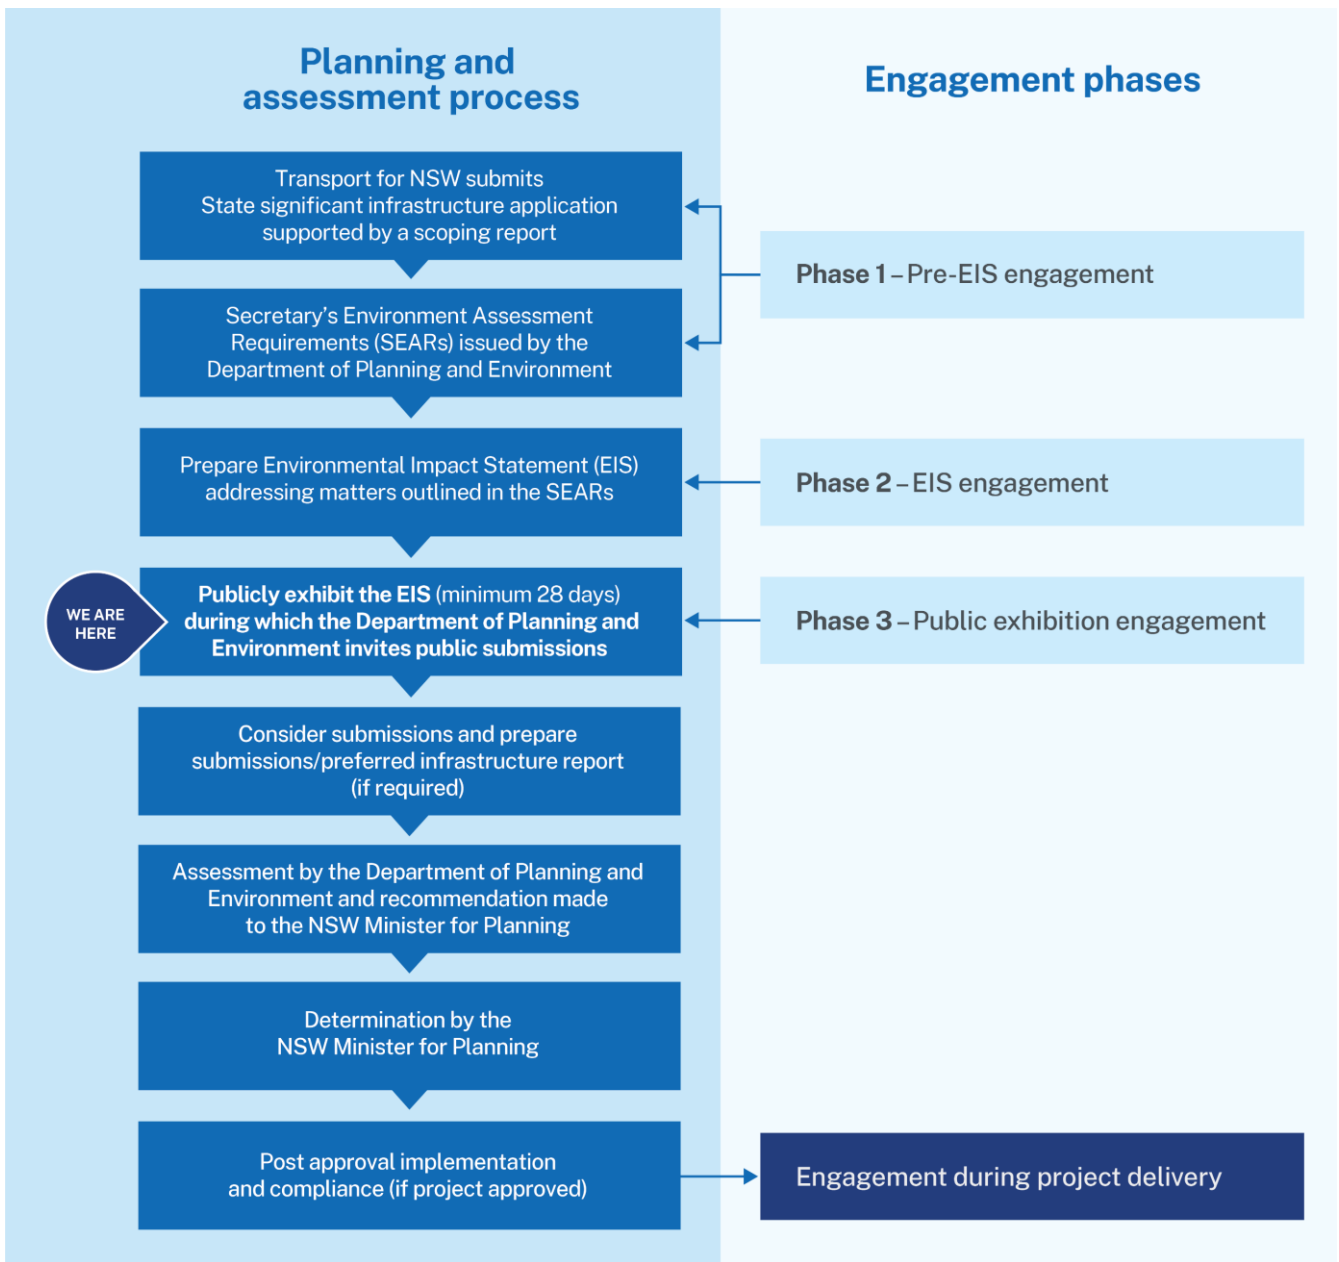 Planning and
assessment process
Engagement phases
Transport for NSW submits
State significant infrastructure application
supported by a scoping report
Phase 1 – Pre-EIS engagement
Secretary's Environment Assessment
Requirements (SEARs) issued by the
Department of Planning and Environment
Prepare Environmental Impact Statement (EIS)
addressing matters outlined in the SEARs
Phase 2 – EIS engagement
WE ARE
HERE
Publicly exhibit the EIS (minimum 28 days)
during which the Department of Planning and
Environment invites public submissions
Phase 3 – Public exhibition engagement
Consider submissions and prepare
submissions/preferred infrastructure report
(if required)
Assessment by the Department of Planning and
Environment and recommendation made
to the NSW Minister for Planning
Determination by the
NSW Minister for Planning
Post approval implementation
and compliance (if project approved)
Engagement during project delivery